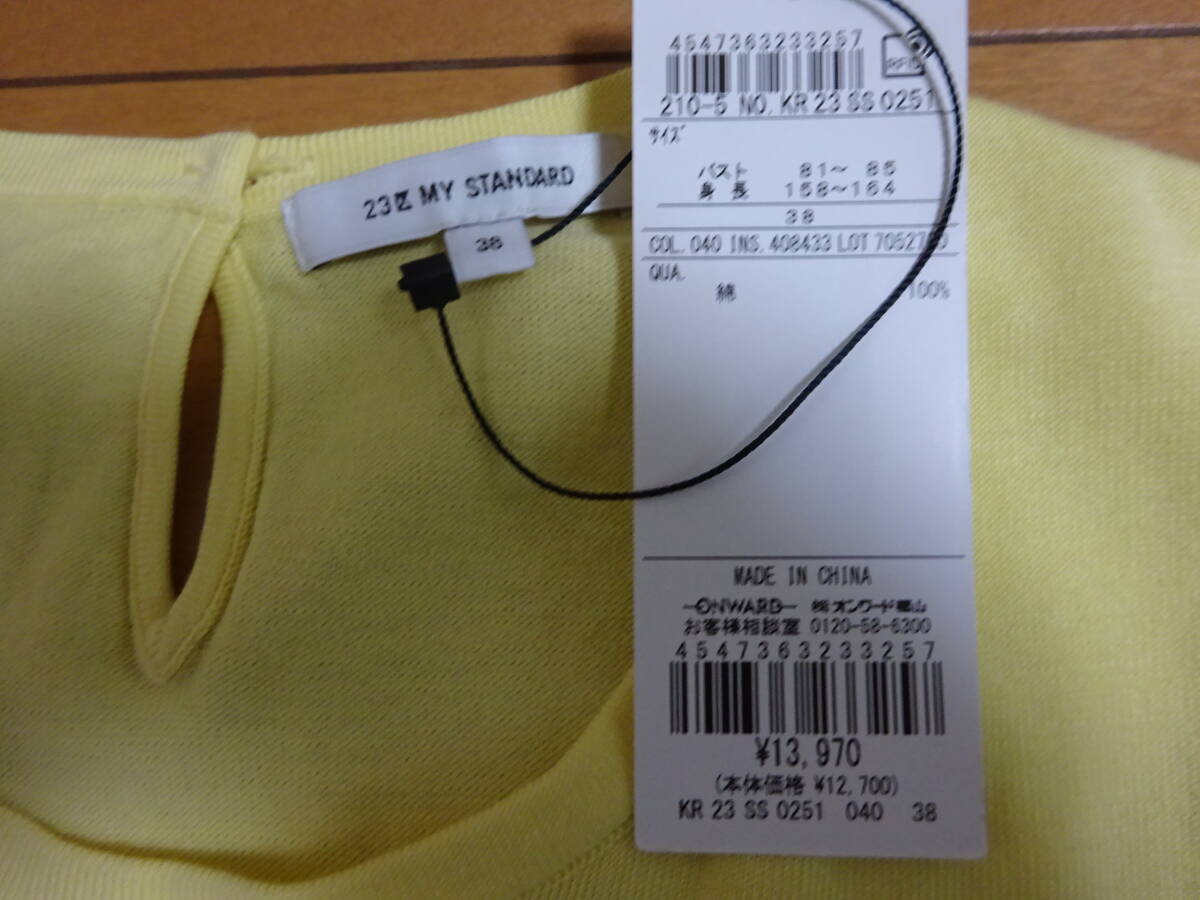 23区 MY STANDARD
38
4547363233257
RFID
210-5 NO. KR 23 SS 0251
サイズ
バスト 81～ 85
身長 158～164
38
COL. 040 INS. 408433 LOT
QUA.
綿 100%
MADE IN CHINA
ONWARD ㈱オンワード樫山
お客様相談室 0120-58-6300
4547363233257
¥13,970
(本体価格 ¥12,700)
KR 23 SS 0251 040 38